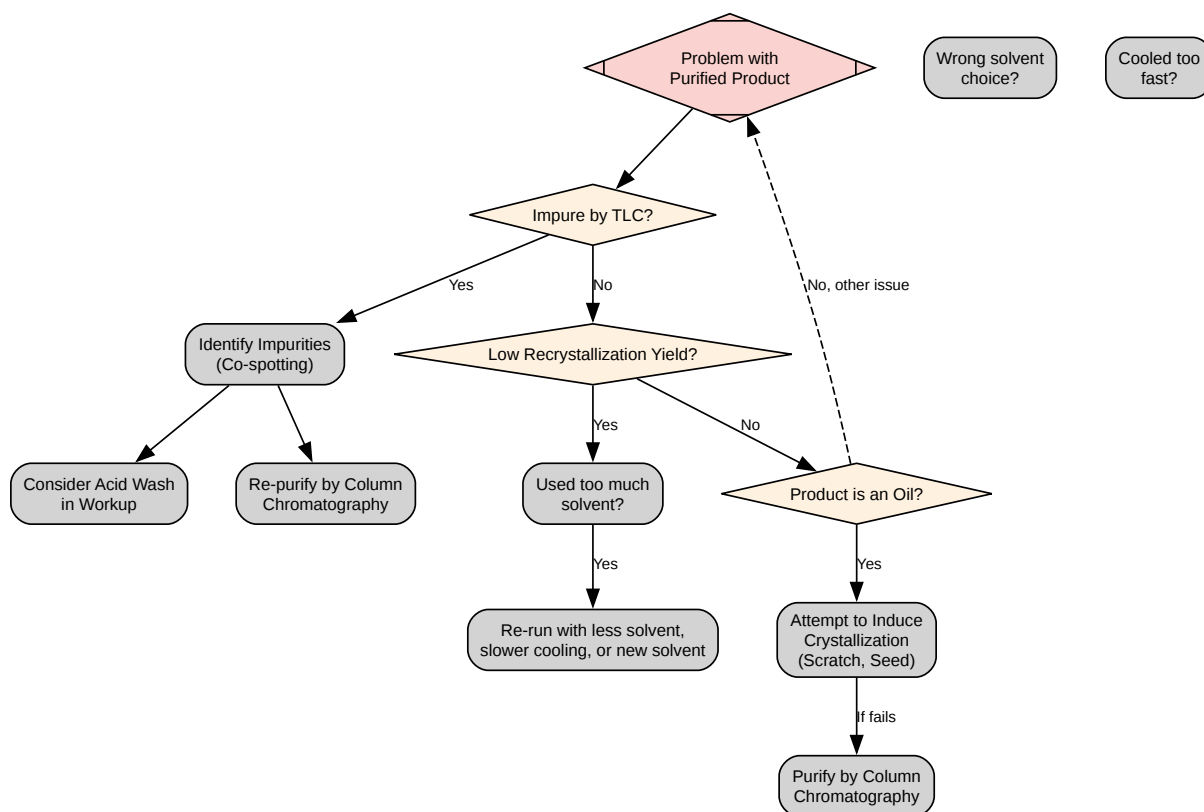 Problem with
Purified Product
Wrong solvent
choice?
Cooled too
fast?
Impure by TLC?
Yes
No
No, other issue
Identify Impurities
(Co-spotting)
Low Recrystallization Yield?
Yes
No
Consider Acid Wash
in Workup
Re-purify by Column
Chromatography
Used too much
solvent?
Product is an Oil?
Yes
Yes
Re-run with less solvent,
slower cooling, or new solvent
Attempt to Induce
Crystallization
(Scratch, Seed)
If fails
Purify by Column
Chromatography